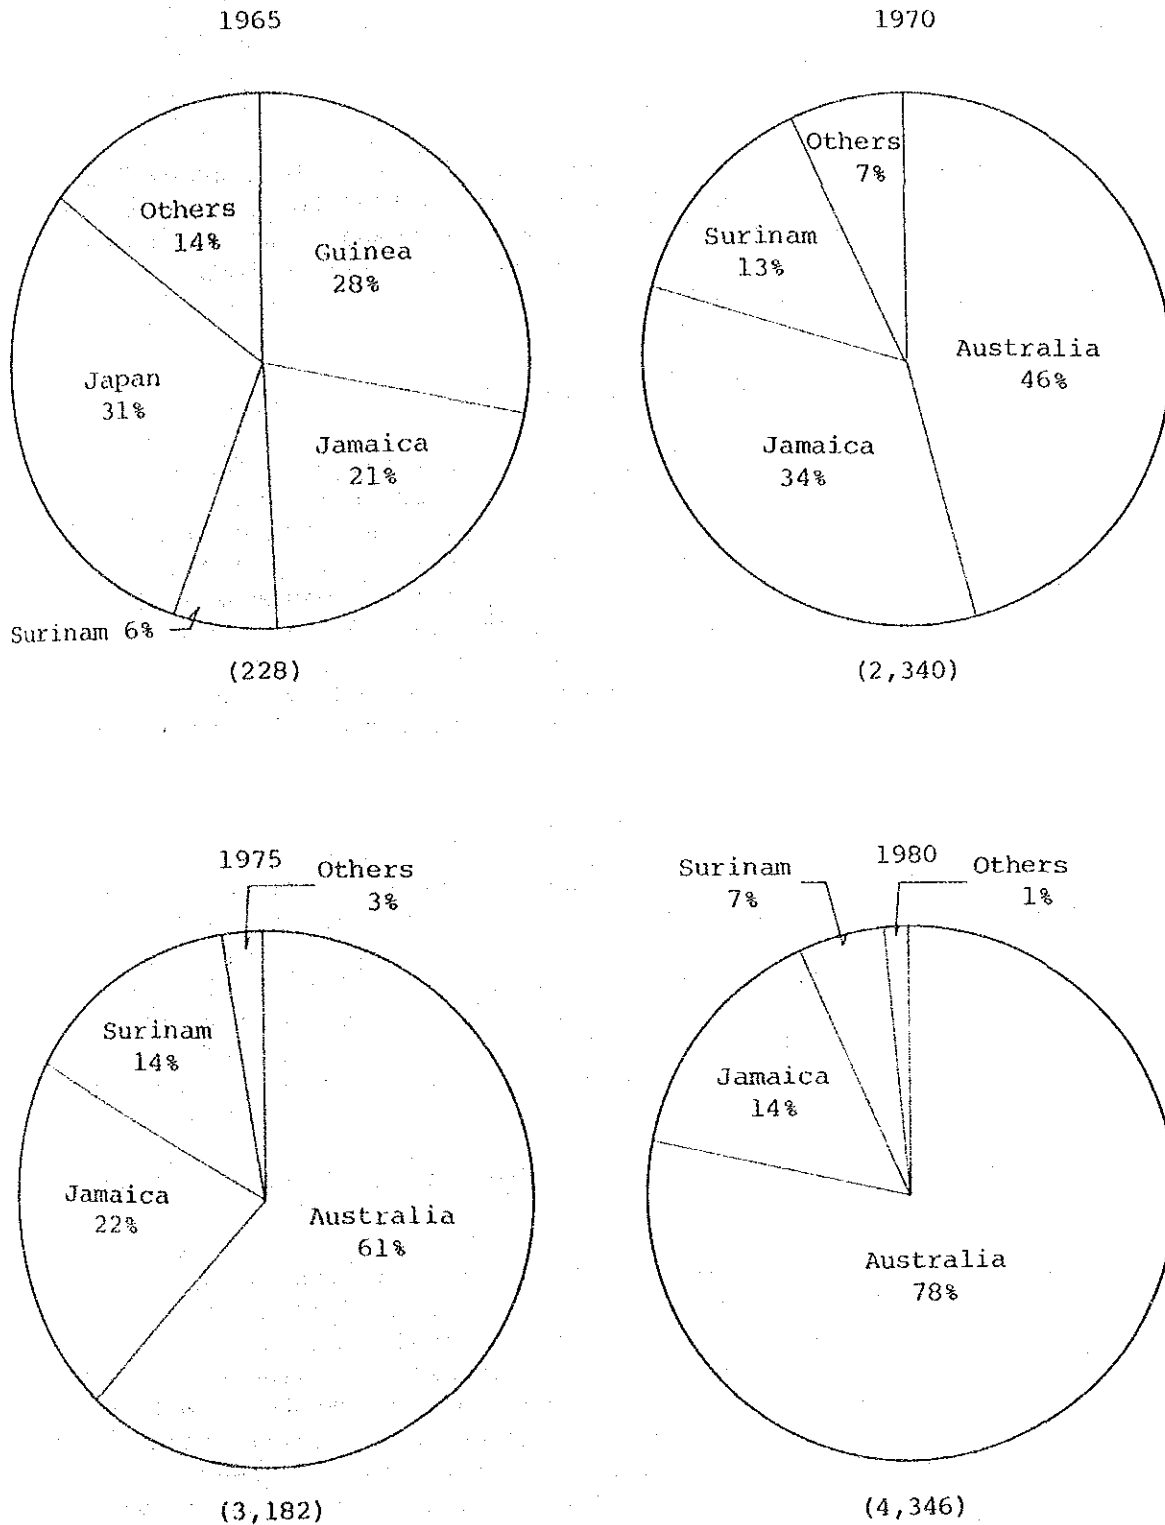 1965
Others
14%
Guinea
28%
Japan
31%
Jamaica
21%
Surinam 6%
(228)
1970
Others
7%
Surinam
13%
Australia
46%
Jamaica
34%
(2,340)
1975
Others
3%
Surinam
14%
Jamaica
22%
Australia
61%
(3,182)
1980
Surinam
7%
Others
1%
Jamaica
14%
Australia
78%
(4,346)